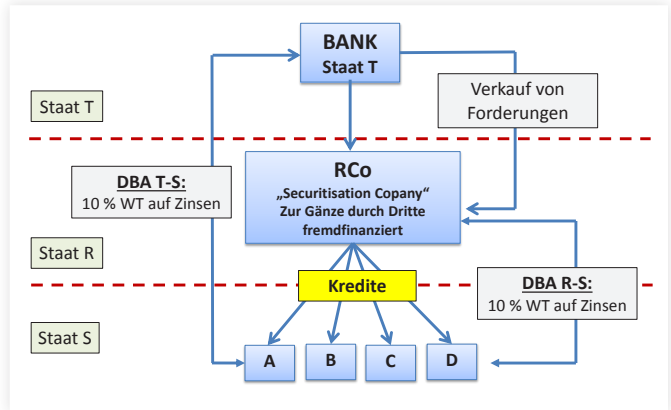 BANK
Staat T
Staat T
Verkauf von
Forderungen
DBA T-S:
10 % WT auf Zinsen
RCo
„Securitisation Copany“
Zur Gänze durch Dritte
fremdfinanziert
Staat R
Kredite
DBA R-S:
10 % WT auf Zinsen
Staat S
A
B
C
D